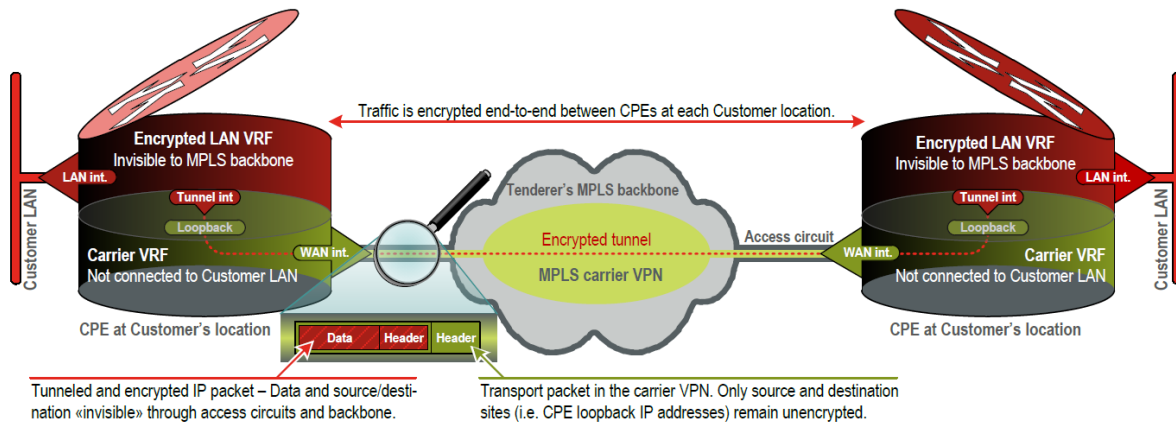 Traffic is encrypted end-to-end between CPEs at each Customer location.
Customer LAN
Encrypted LAN VRF
Invisible to MPLS backbone
LAN int.
Tunnel int
Loopback
Carrier VRF
Not connected to Customer LAN
WAN int.
CPE at Customer's location
Tenderer's MPLS backbone
Encrypted tunnel
MPLS carrier VPN
Access circuit
Encrypted LAN VRF
Invisible to MPLS backbone
LAN int.
Tunnel int
Loopback
WAN int.
Carrier VRF
Not connected to Customer LAN
CPE at Customer's location
Customer LAN
Data Header Header
Tunneled and encrypted IP packet – Data and source/desti-
nation «invisible» through access circuits and backbone.
Transport packet in the carrier VPN. Only source and destination
sites (i.e. CPE loopback IP addresses) remain unencrypted.